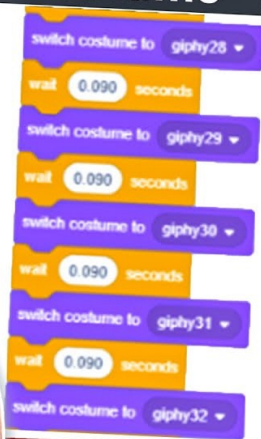 switch costume to giphy28
wait 0.090 seconds
switch costume to giphy29
wait 0.090 seconds
switch costume to giphy30
wait 0.090 seconds
switch costume to giphy31
wait 0.090 seconds
switch costume to giphy32